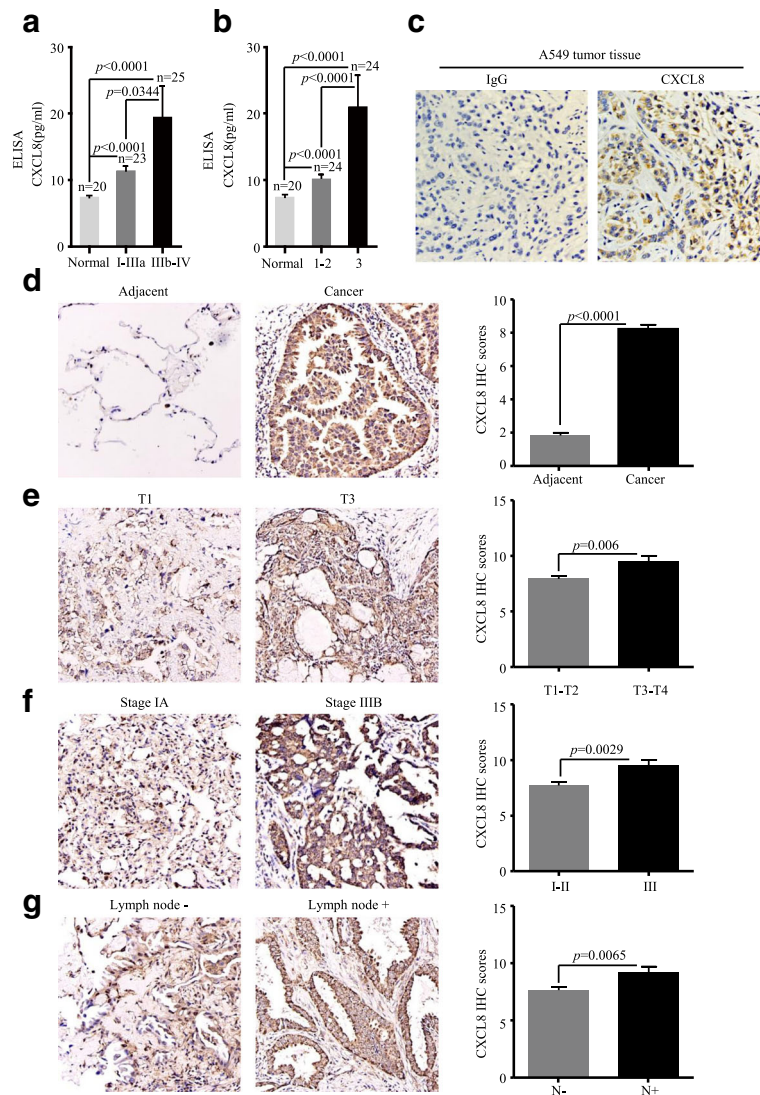 a
ELISA
CXCL8(pg/ml)
30
20
10
0
p<0.0001
n=25
p=0.0344
p<0.0001
n=23
n=20
Normal I-IIIa IIIb-IV
b
ELISA
CXCL8(pg/ml)
30
20
10
0
p<0.0001
n=24
p<0.0001
p<0.0001
n=24
n=20
Normal 1-2 3
c
A549 tumor tissue
IgG CXCL8
d
Adjacent Cancer
CXCL8 IHC scores
10
8
6
4
2
0
p<0.0001
Adjacent Cancer
e
T1 T3
CXCL8 IHC scores
15
10
5
0
p=0.006
T1-T2 T3-T4
f
Stage IA Stage IIIB
CXCL8 IHC scores
15
10
5
0
p=0.0029
I-II III
g
Lymph node - Lymph node +
CXCL8 IHC scores
15
10
5
0
p=0.0065
N- N+